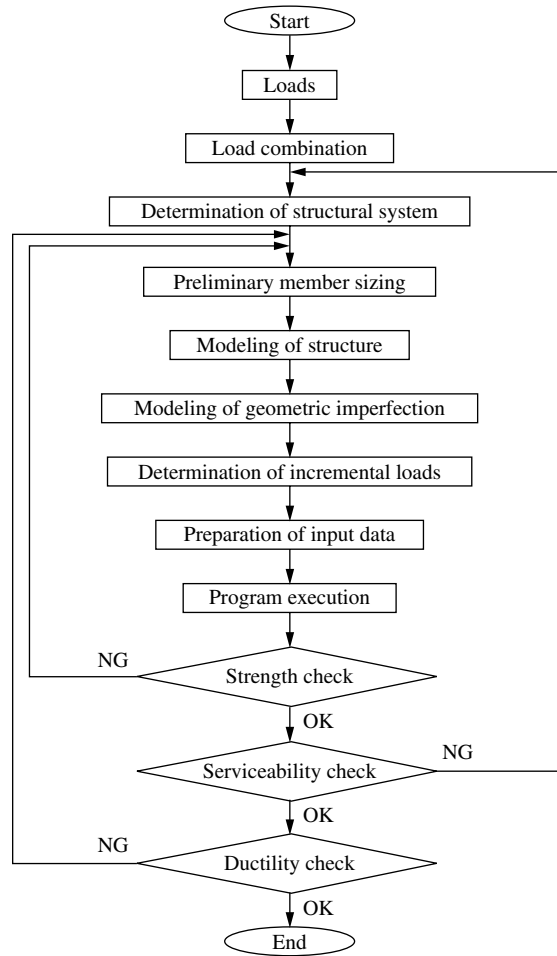 Start
Loads
Load combination
Determination of structural system
Preliminary member sizing
Modeling of structure
Modeling of geometric imperfection
Determination of incremental loads
Preparation of input data
Program execution
NG
Strength check
OK
Serviceability check
NG
OK
NG
Ductility check
OK
End